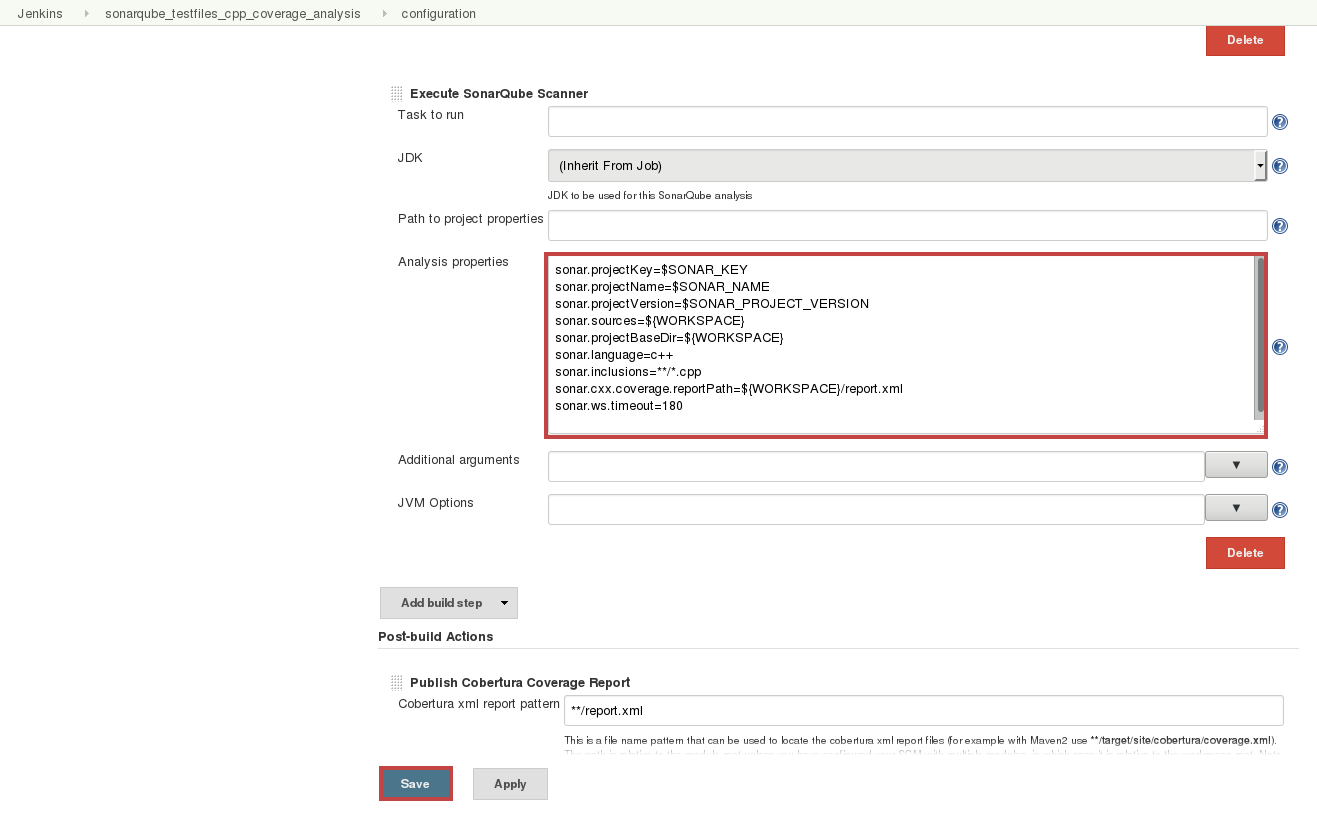 Jenkins sonarqube_testfiles_cpp_coverage_analysis configuration
Delete
Execute SonarQube Scanner
Task to run
JDK
(Inherit From Job)
JDK to be used for this SonarQube analysis
Path to project properties
Analysis properties
sonar.projectKey=$SONAR_KEY
sonar.projectName=$SONAR_NAME
sonar.projectVersion=$SONAR_PROJECT_VERSION
sonar.sources=${WORKSPACE}
sonar.projectBaseDir=${WORKSPACE}
sonar.language=c++
sonar.inclusions=**/*.cpp
sonar.cxx.coverage.reportPath=${WORKSPACE}/report.xml
sonar.ws.timeout=180
Additional arguments
JVM Options
Delete
Add build step
Post-build Actions
Publish Cobertura Coverage Report
Cobertura xml report pattern
**/report.xml
This is a file name pattern that can be used to locate the cobertura xml report files (for example with Maven2 use **/target/site/cobertura/coverage.xml).
Save Apply